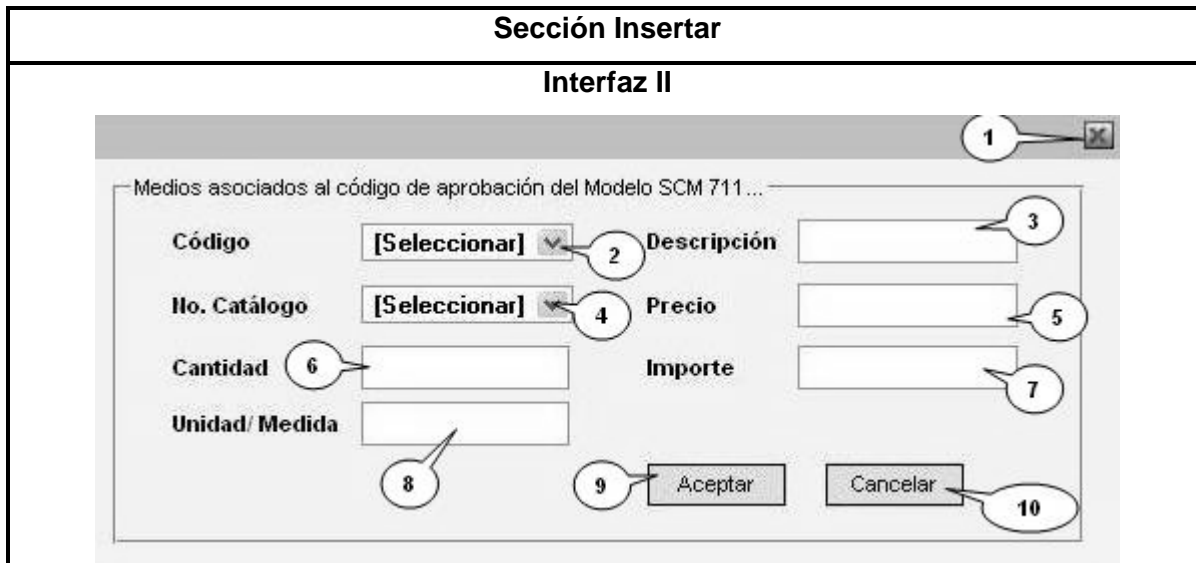 Sección Insertar
Interfaz II
1
Medios asociados al código de aprobación del Modelo SCM 711...
Código [Seleccionar] 2 Descripción 3
No. Catálogo [Seleccionar] 4 Precio 5
Cantidad 6 Importe 7
Unidad/ Medida 8
9 Aceptar Cancelar 10